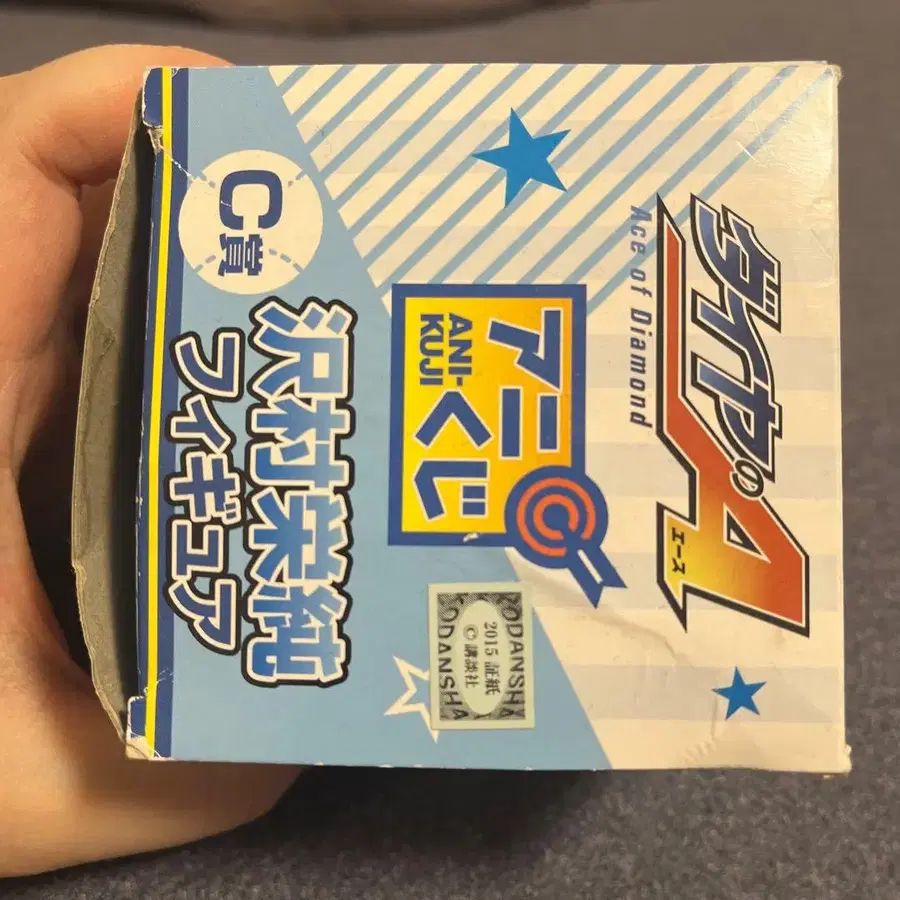 ダイヤのA
エース
Ace of Diamond
アニくじ
ANI-
KUJI
KODANSHA
2015 証紙
©講談社
ODANSHA
C賞
沢村栄純
フィギュア